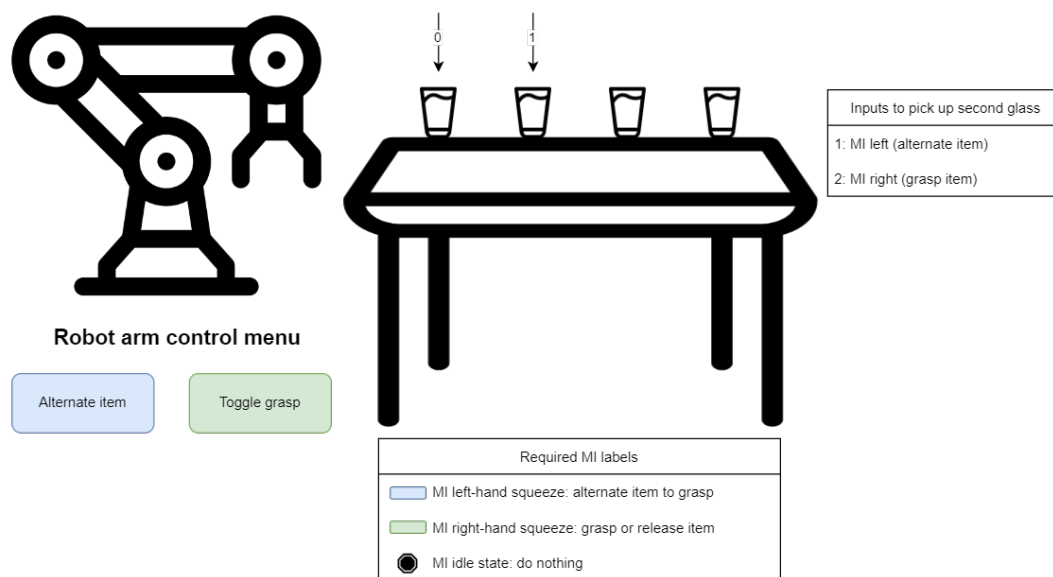 0
1
Inputs to pick up second glass
1: MI left (alternate item)
2: MI right (grasp item)
Robot arm control menu
Alternate item
Toggle grasp
Required MI labels
MI left-hand squeeze: alternate item to grasp
MI right-hand squeeze: grasp or release item
MI idle state: do nothing